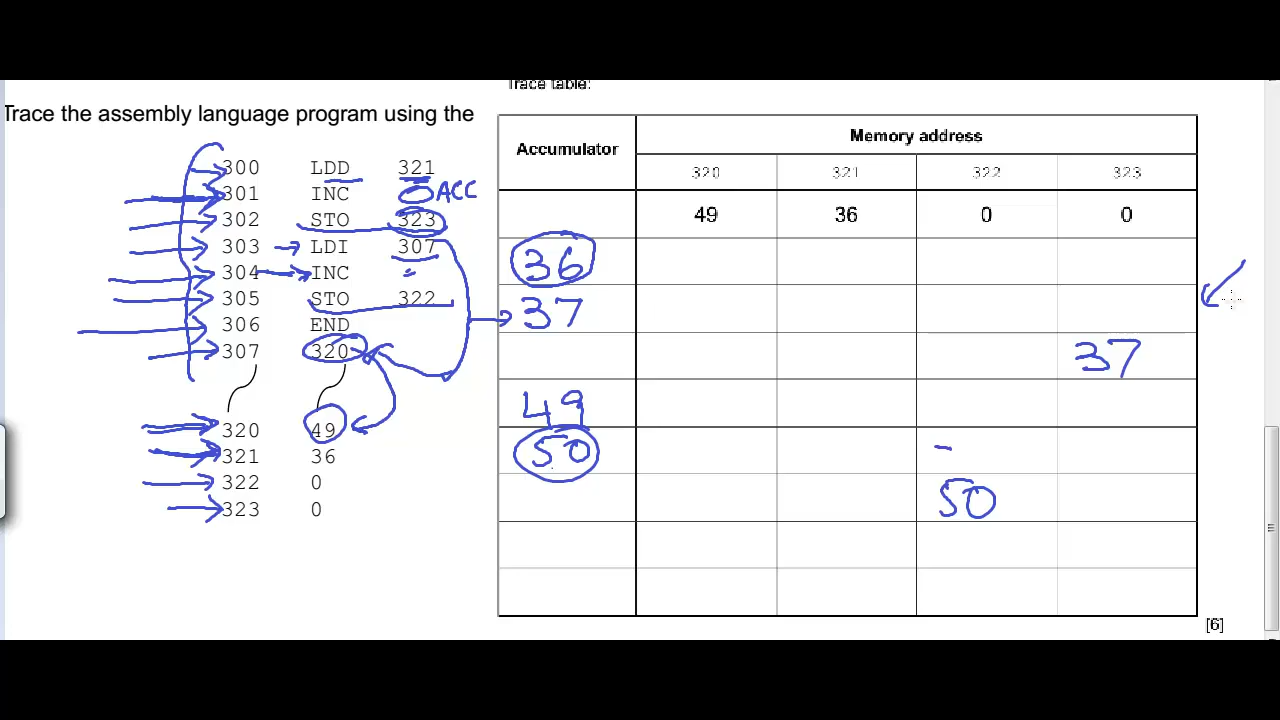 Trace table:
Trace the assembly language program using the
300 LDD 321
301 INC ACC
302 STO 323
303 LDI 307
304 INC
305 STO 322
306 END
307 320
320 49
321 36
322 0
323 0
Accumulator Memory address
320 321 322 323
49 36 0 0
36
37
37
49
50 -
50
[6]